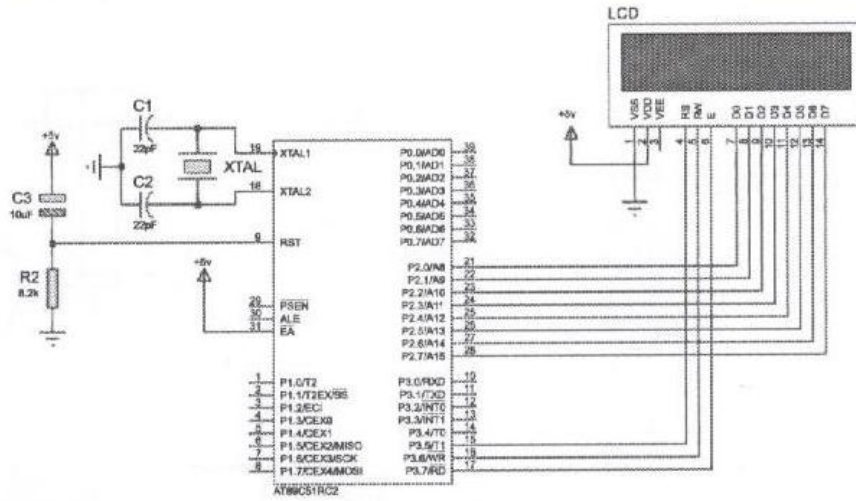 LCD
VSS VDD VEE RS RW E D0 D1 D2 D3 D4 D5 D6 D7
1 2 3 4 5 6 7 8 9 10 11 12 13 14
+5v
+5v
C1
22pF
XTAL
C2
22pF
C3
10uF
R2
8.2k
+5v
19 XTAL1
18 XTAL2
9 RST
29 PSEN
30 ALE
31 EA
1 P1.0/T2
2 P1.1/T2EX/SS
3 P1.2/ECI
4 P1.3/CEX0
5 P1.4/CEX1
6 P1.5/CEX2/MISO
7 P1.6/CEX3/SCK
8 P1.7/CEX4/MOSI
P0.0/AD0 39
P0.1/AD1 38
P0.2/AD2 37
P0.3/AD3 36
P0.4/AD4 35
P0.5/AD5 34
P0.6/AD6 33
P0.7/AD7 32
P2.0/A8 21
P2.1/A9 22
P2.2/A10 23
P2.3/A11 24
P2.4/A12 25
P2.5/A13 26
P2.6/A14 27
P2.7/A15 28
P3.0/RXD 10
P3.1/TXD 11
P3.2/INT0 12
P3.3/INT1 13
P3.4/T0 14
P3.5/T1 15
P3.6/WR 16
P3.7/RD 17
AT89C51RC2